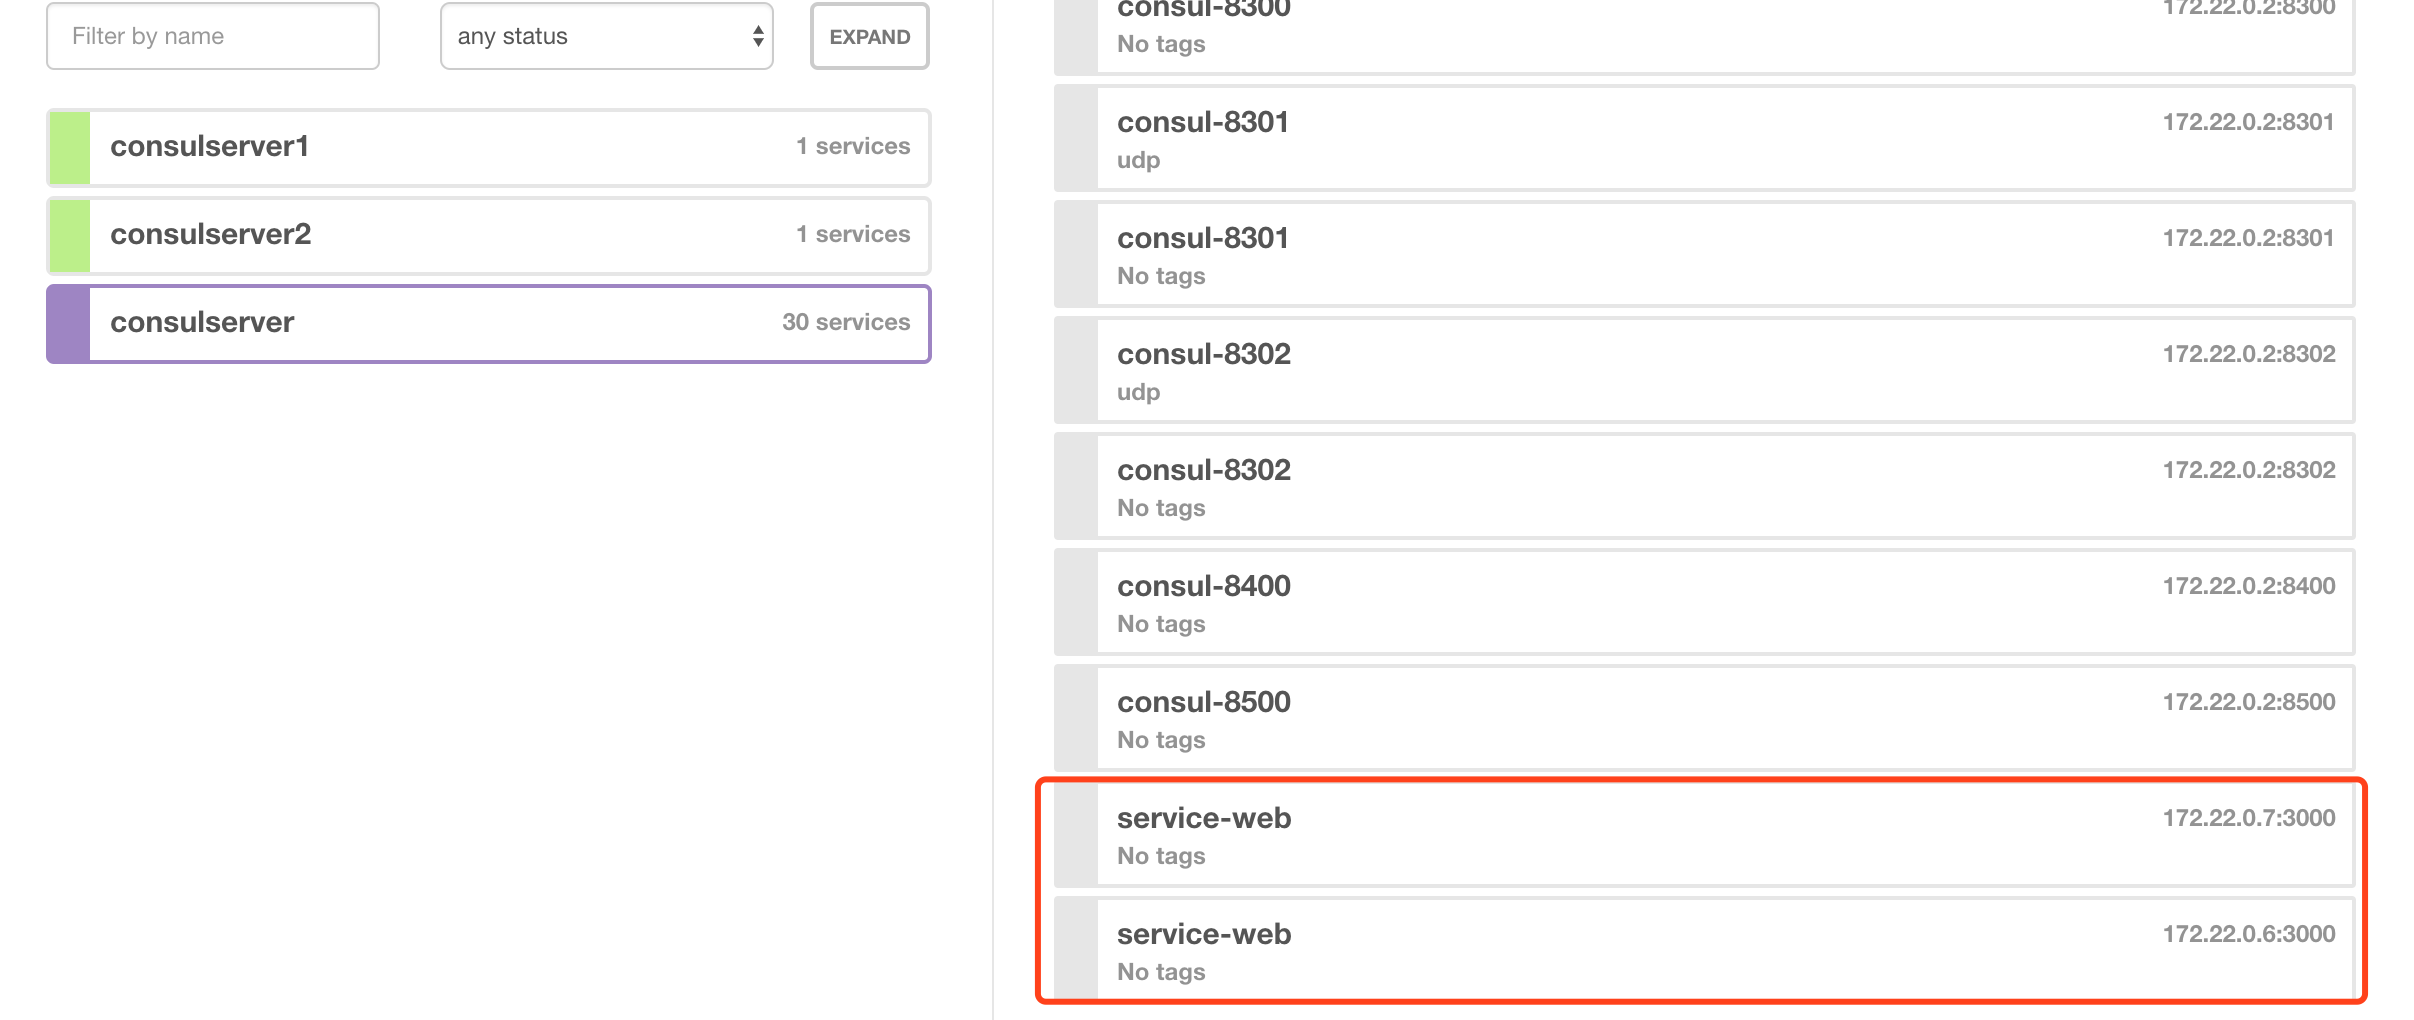 Filter by name
any status
EXPAND
consulserver1
1 services
consulserver2
1 services
consulserver
30 services
consul-8300
172.22.0.2:8300
No tags
consul-8301
172.22.0.2:8301
udp
consul-8301
172.22.0.2:8301
No tags
consul-8302
172.22.0.2:8302
udp
consul-8302
172.22.0.2:8302
No tags
consul-8400
172.22.0.2:8400
No tags
consul-8500
172.22.0.2:8500
No tags
service-web
172.22.0.7:3000
No tags
service-web
172.22.0.6:3000
No tags